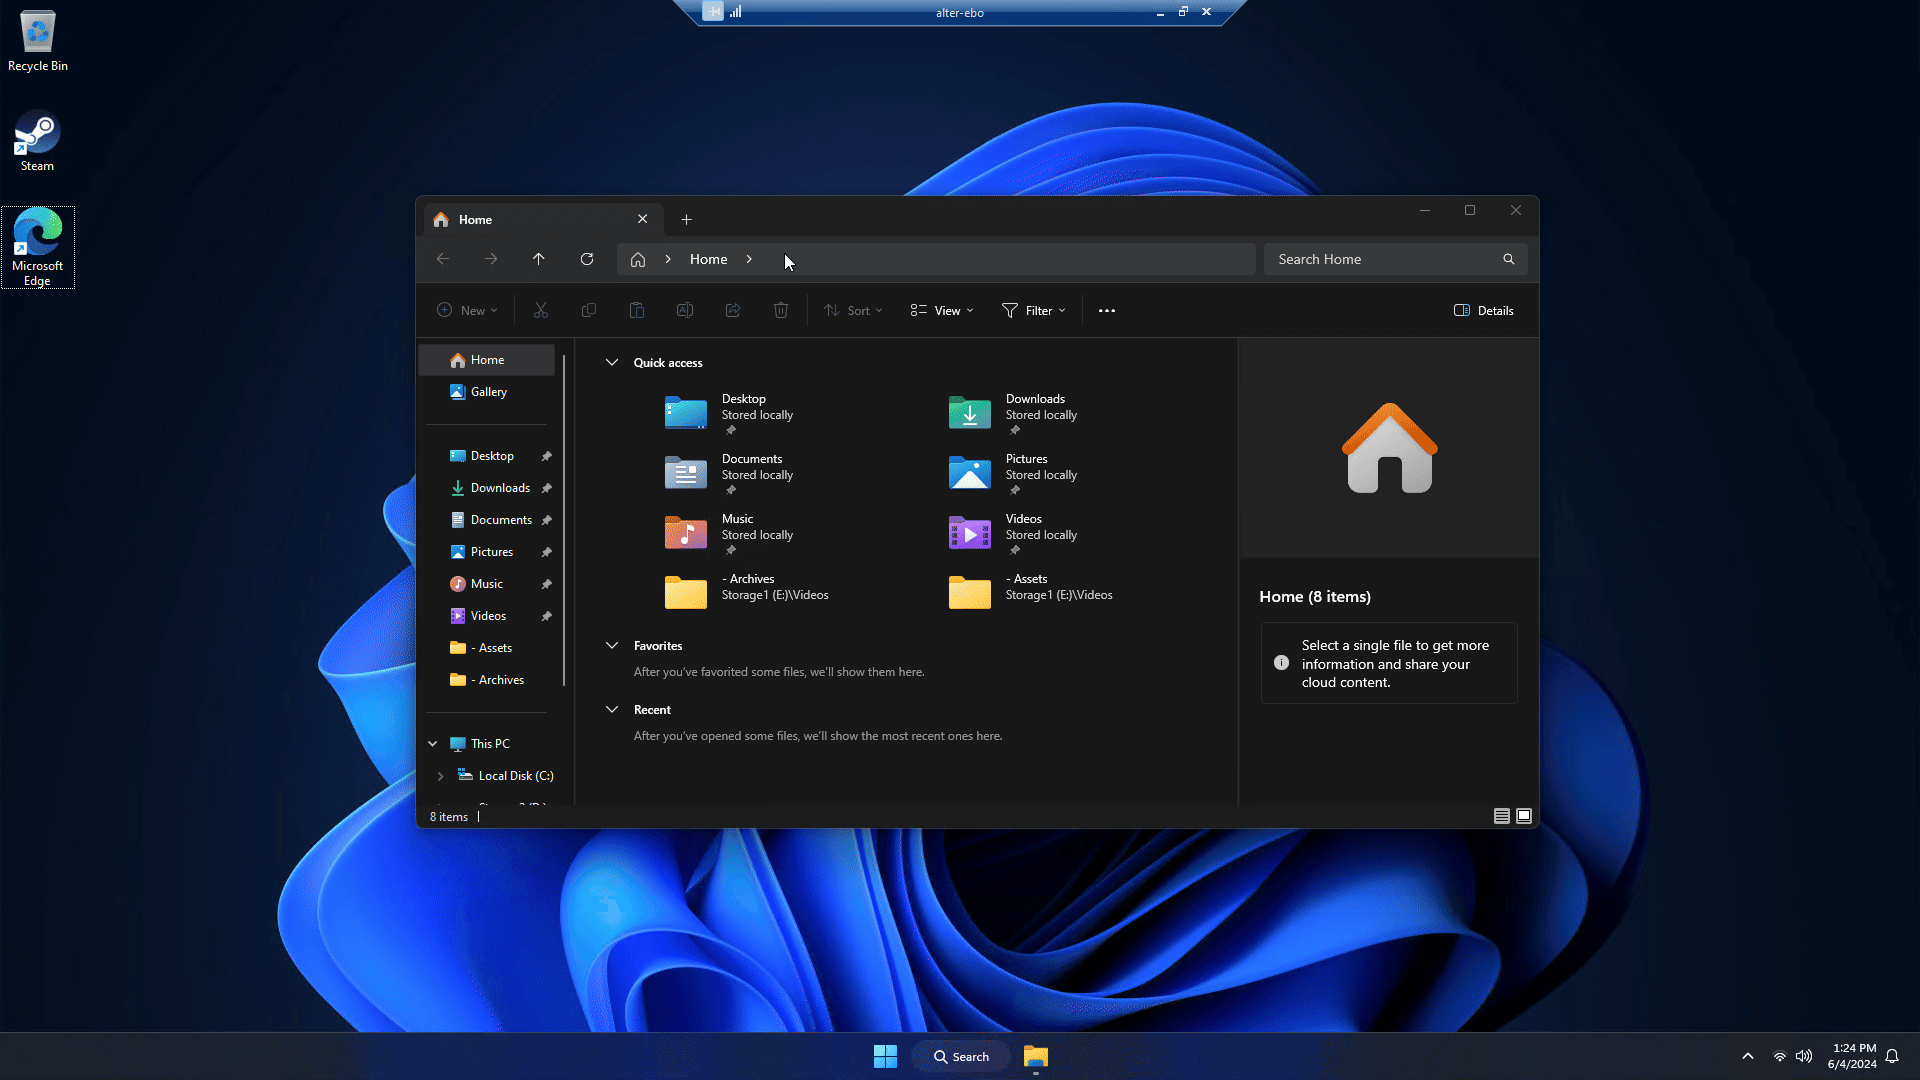 alter-ebo
Recycle Bin
Steam
Microsoft
Edge
Home
Home
Search Home
New
Sort
View
Filter
Details
Home
Gallery
Desktop
Downloads
Documents
Pictures
Music
Videos
- Assets
- Archives
This PC
Local Disk (C:)
Quick access
Desktop
Stored locally
Downloads
Stored locally
Documents
Stored locally
Pictures
Stored locally
Music
Stored locally
Videos
Stored locally
- Archives
Storage1 (E:)\Videos
- Assets
Storage1 (E:)\Videos
Favorites
After you've favorited some files, we'll show them here.
Recent
After you've opened some files, we'll show the most recent ones here.
Home (8 items)
Select a single file to get more
information and share your
cloud content.
8 items
Search
1:24 PM
6/4/2024